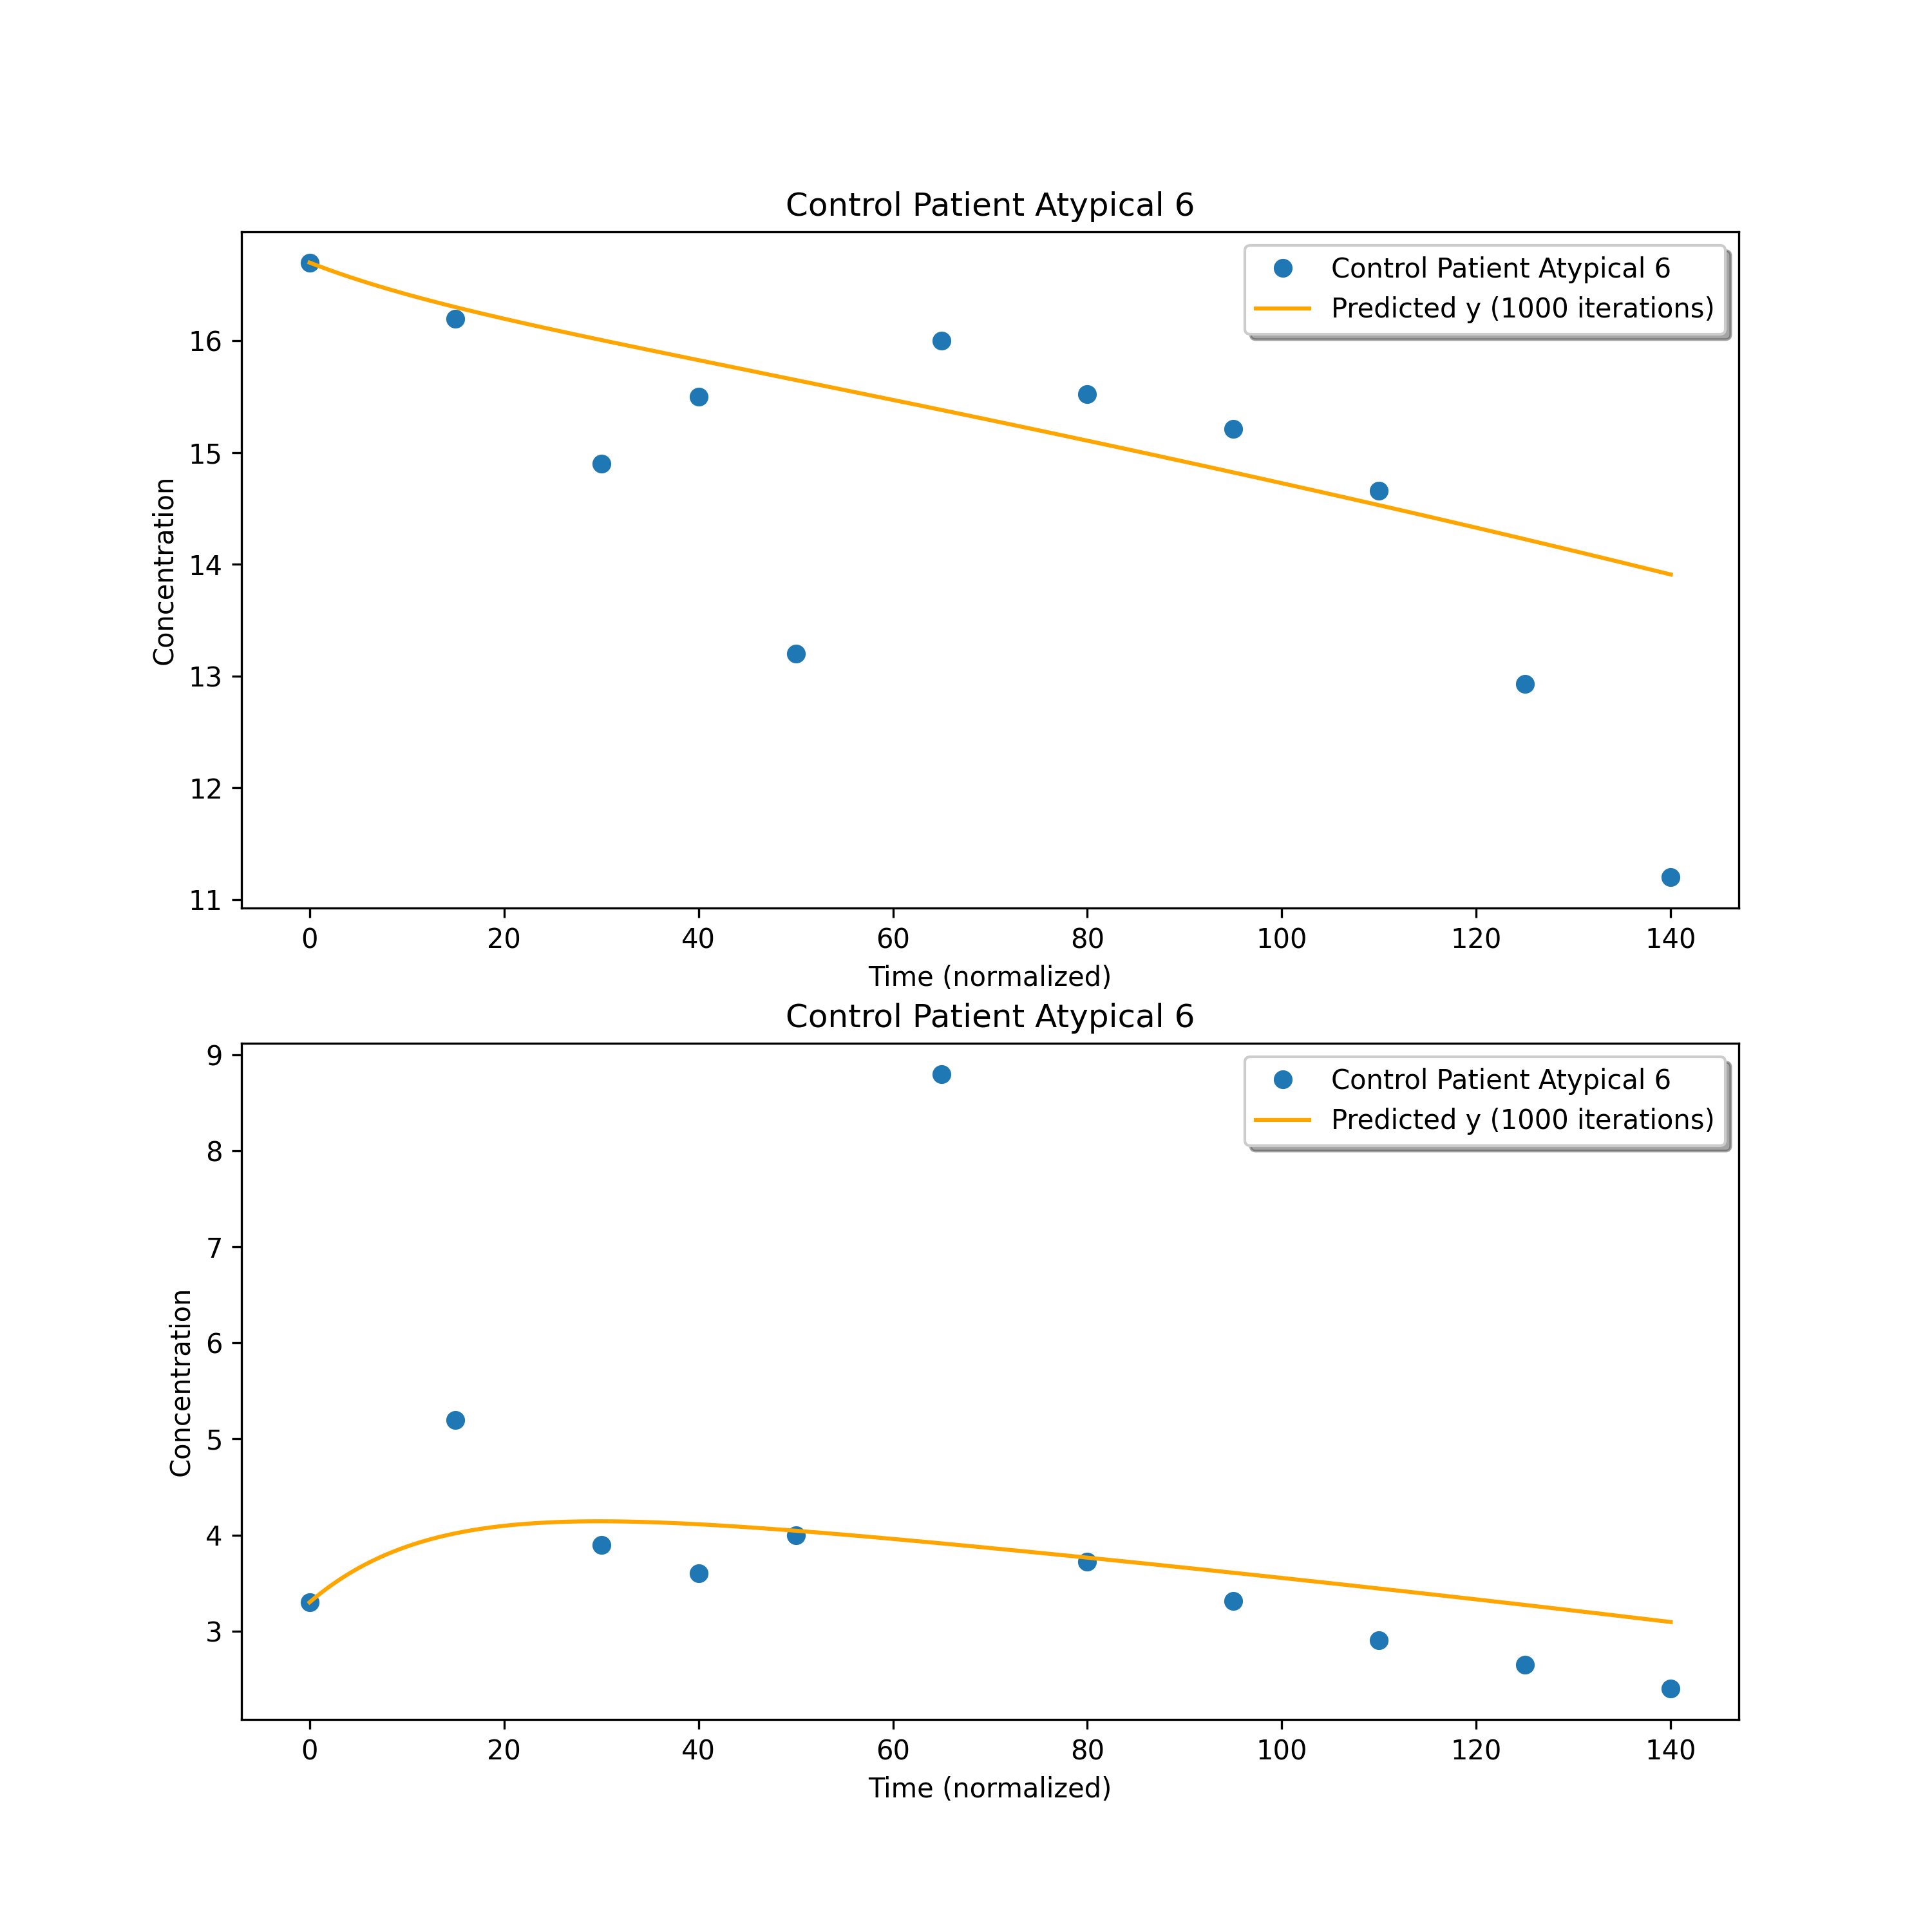 Control Patient Atypical 6
Control Patient Atypical 6
Predicted y (1000 iterations)
16
15
14
13
12
11
Concentration
0 20 40 60 80 100 120 140
Time (normalized)
Control Patient Atypical 6
Control Patient Atypical 6
Predicted y (1000 iterations)
9
8
7
6
5
4
3
Concentration
0 20 40 60 80 100 120 140
Time (normalized)